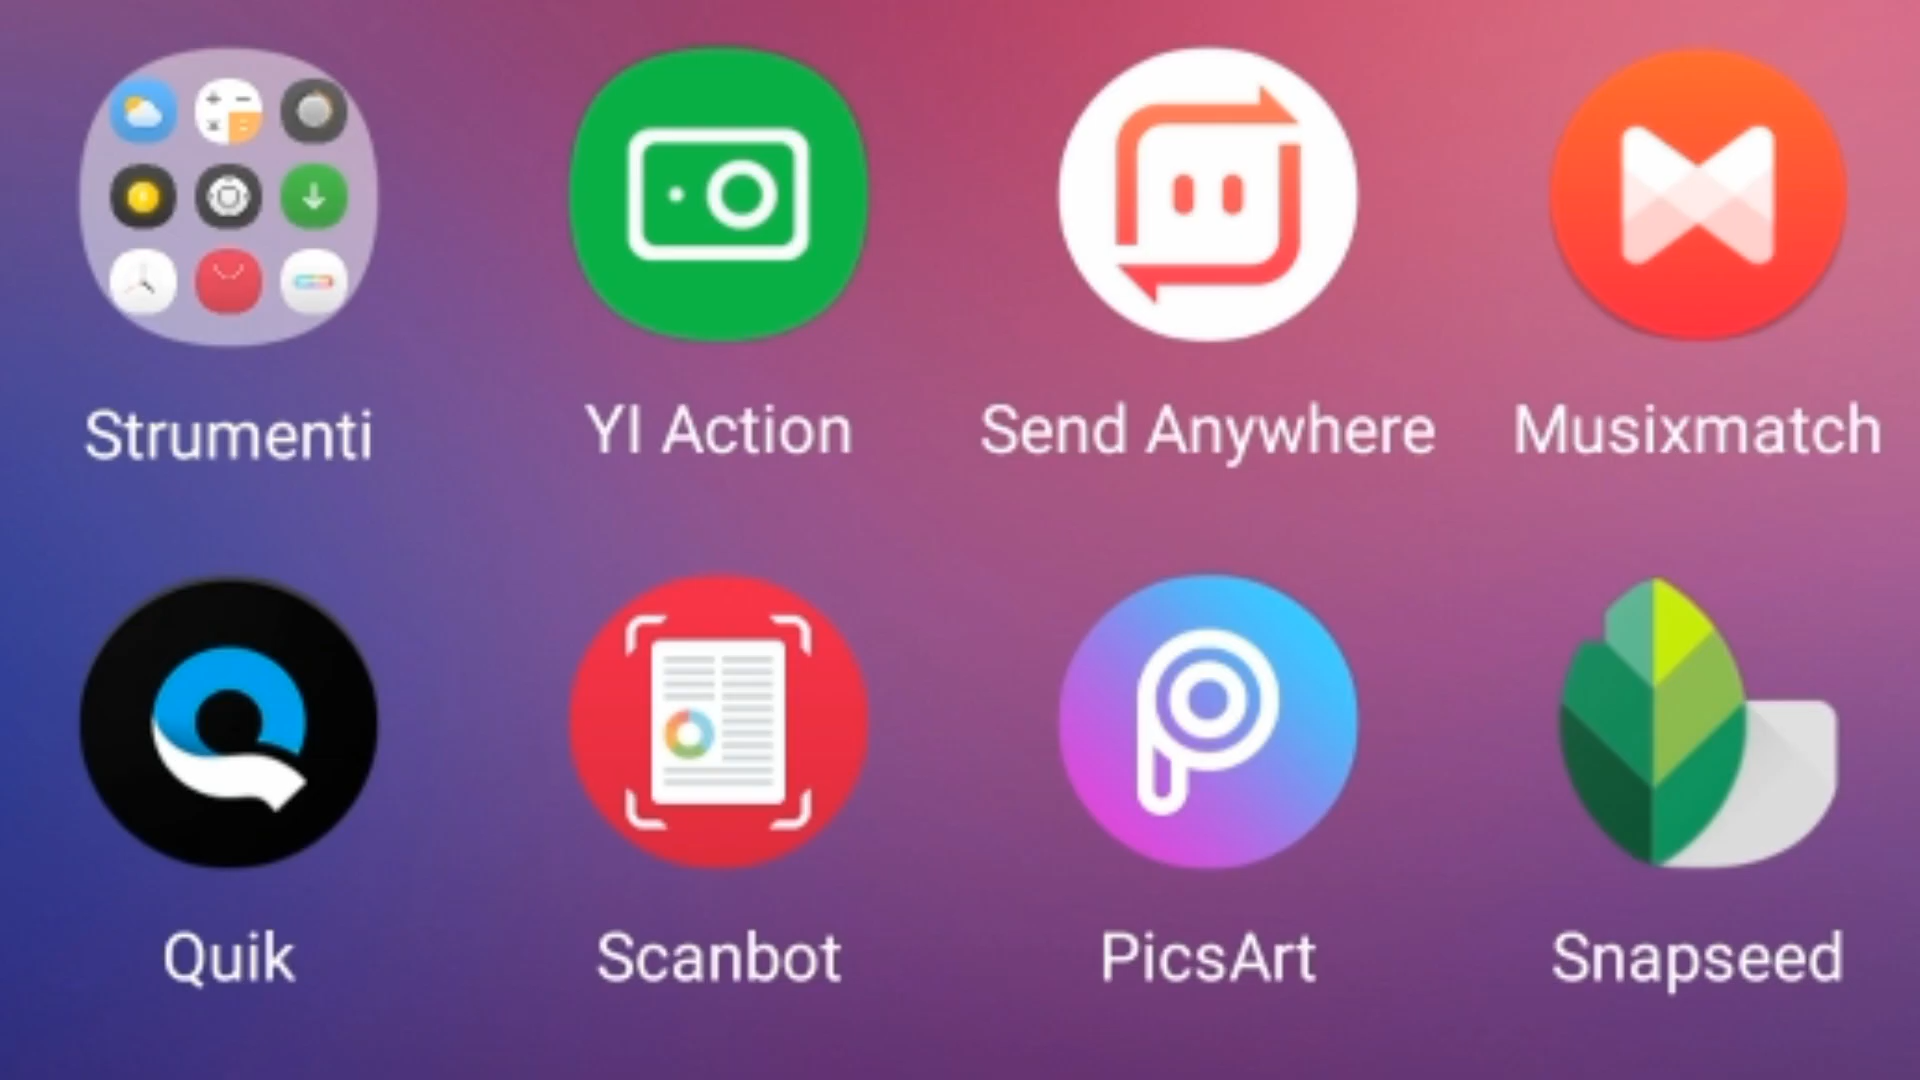 Strumenti
YI Action
Send Anywhere
Musixmatch
Quik
Scanbot
PicsArt
Snapseed